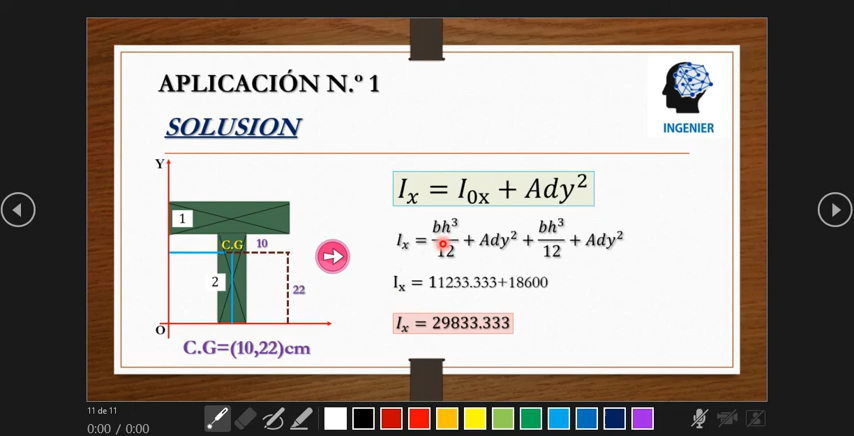 APLICACIÓN N.º 1
SOLUSION
INGENIER
Y
1
C.G 10
2
22
O
C.G=(10,22)cm
Iₓ = I₀ₓ + Ady²
Iₓ = bh³/12 + Ady² + bh³/12 + Ady²
Iₓ = 11233.333+18600
Iₓ = 29833.333
11 de 11
0:00 / 0:00